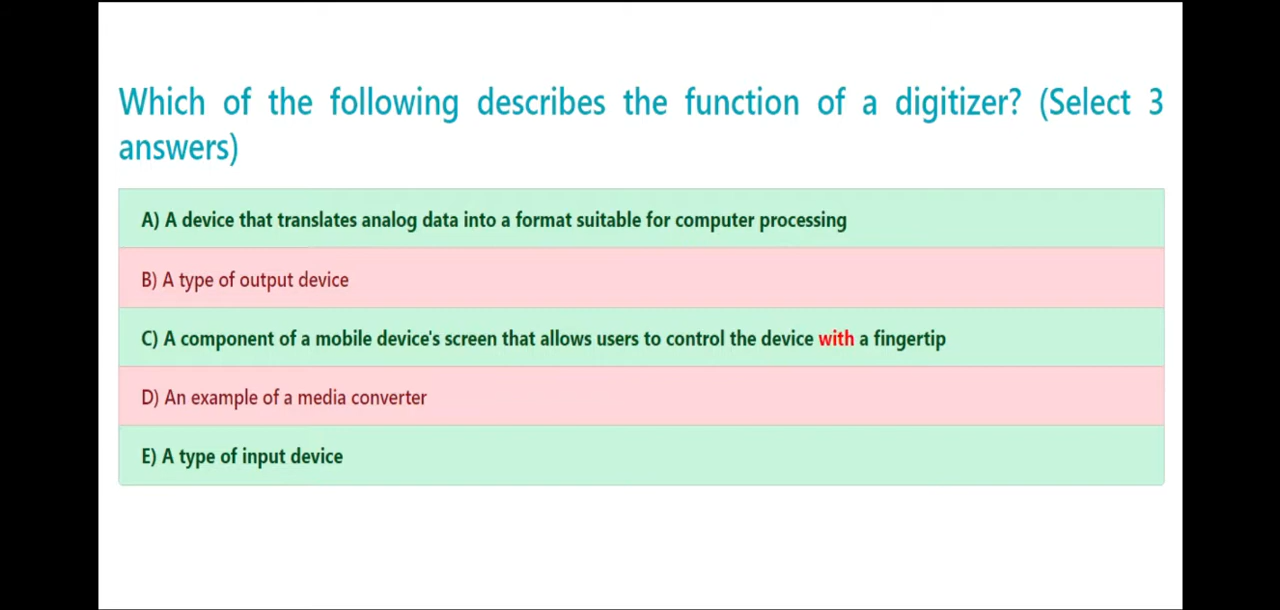 Which of the following describes the function of a digitizer? (Select 3
answers)
A) A device that translates analog data into a format suitable for computer processing
B) A type of output device
C) A component of a mobile device's screen that allows users to control the device with a fingertip
D) An example of a media converter
E) A type of input device